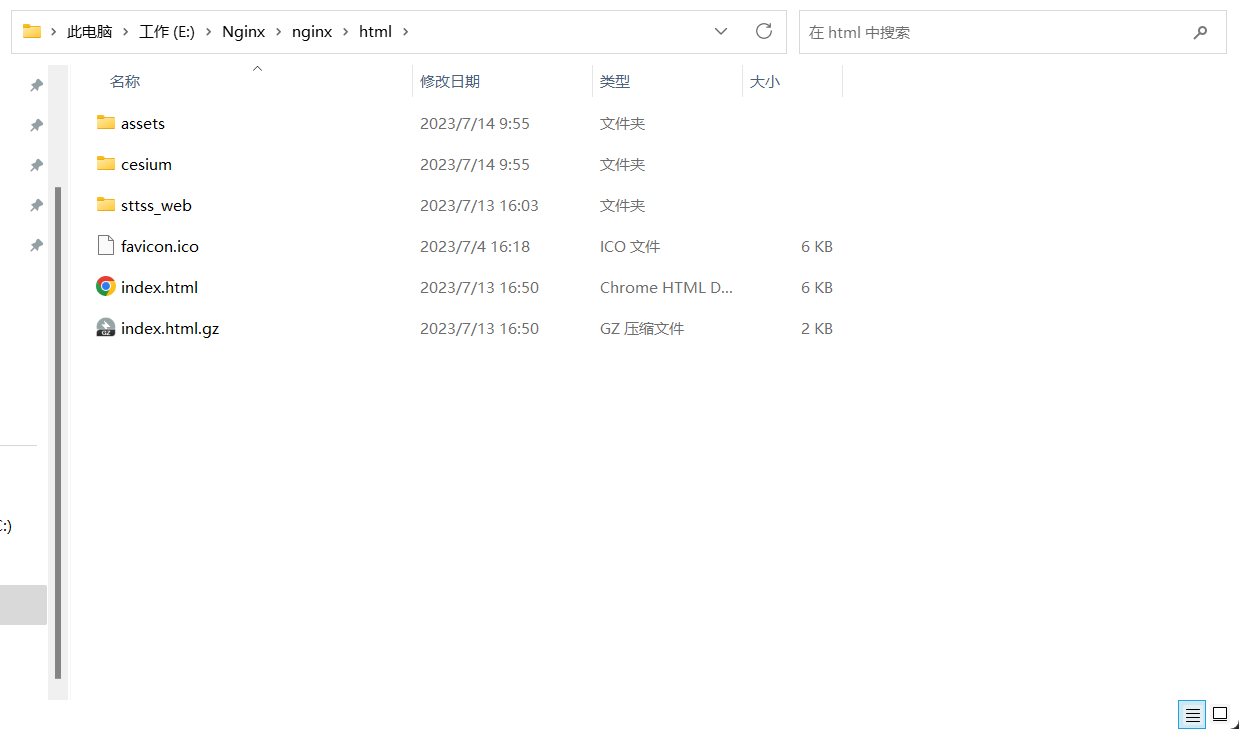 此电脑 > 工作 (E:) > Nginx > nginx > html >
在 html 中搜索
名称 修改日期 类型 大小
assets 2023/7/14 9:55 文件夹
cesium 2023/7/14 9:55 文件夹
sttss_web 2023/7/13 16:03 文件夹
favicon.ico 2023/7/4 16:18 ICO 文件 6 KB
index.html 2023/7/13 16:50 Chrome HTML D... 6 KB
index.html.gz 2023/7/13 16:50 GZ 压缩文件 2 KB
:)